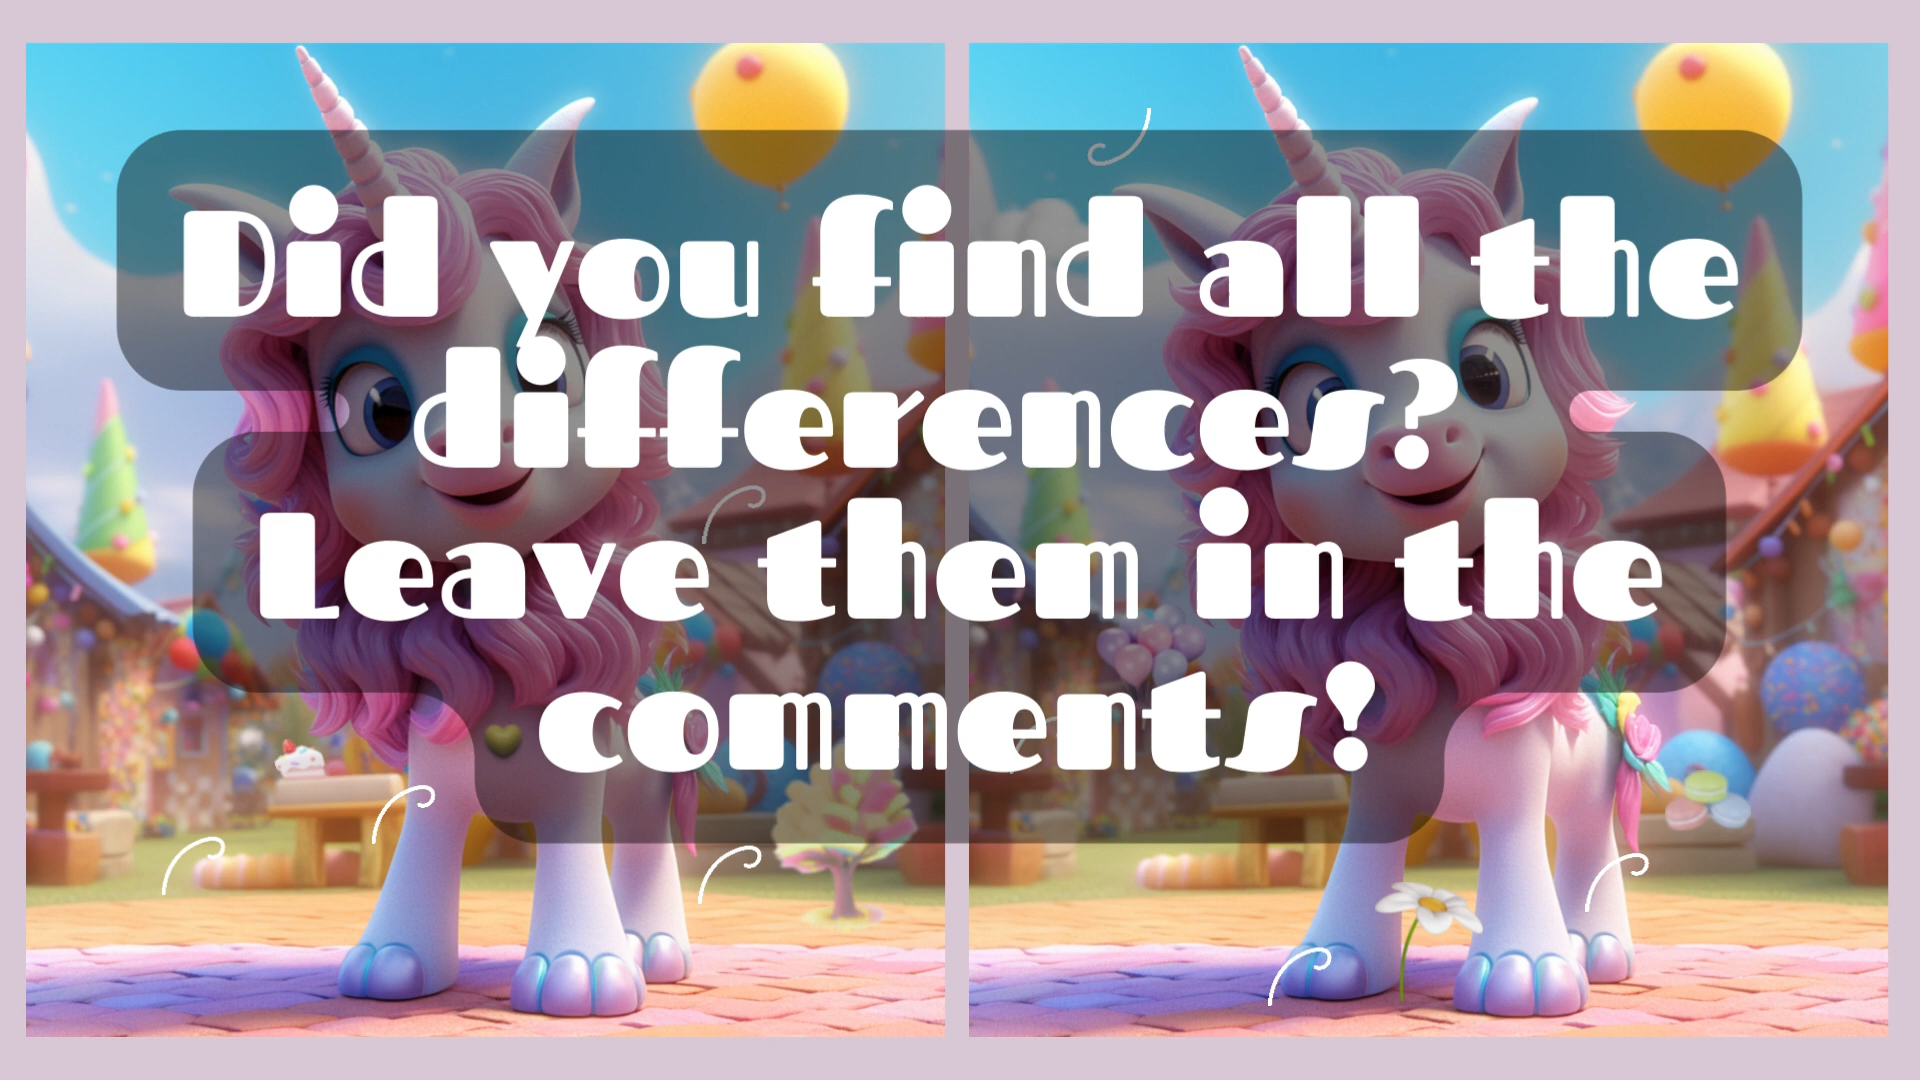 Did you find all the
differences?
Leave them in the
comments!